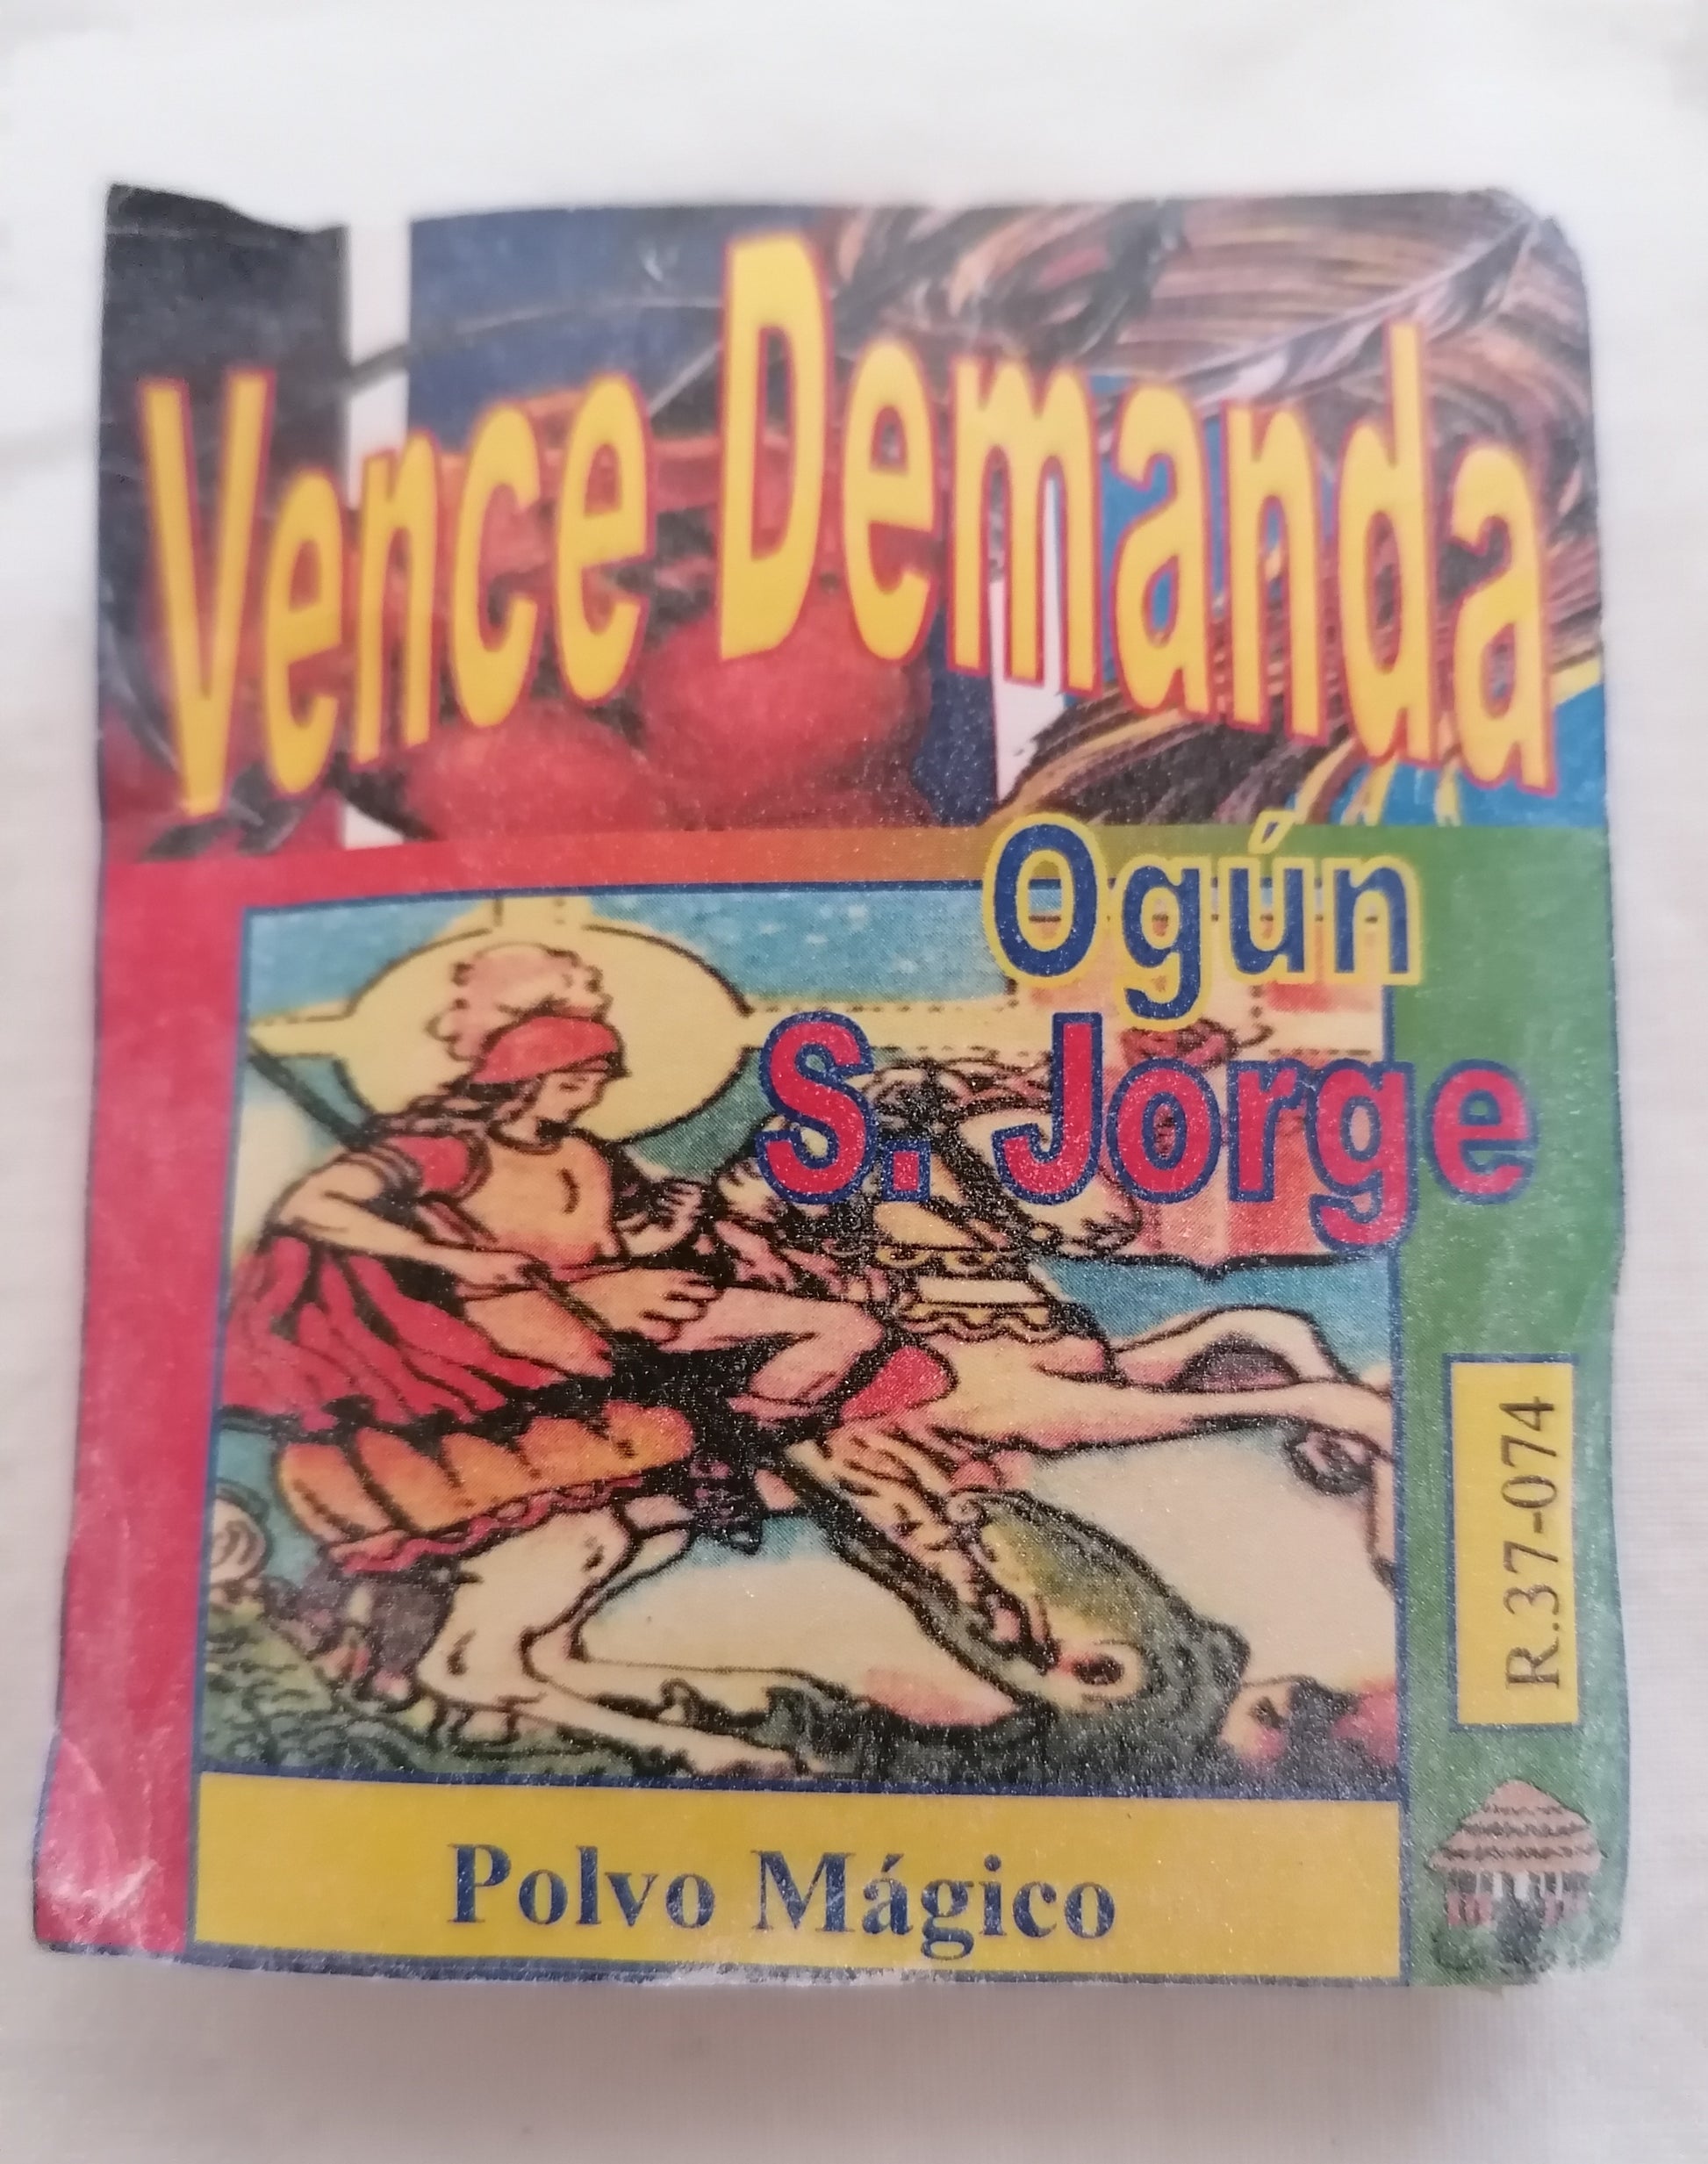 Vence Demanda
Ogún
S. Jorge
R.37-074
Polvo Mágico